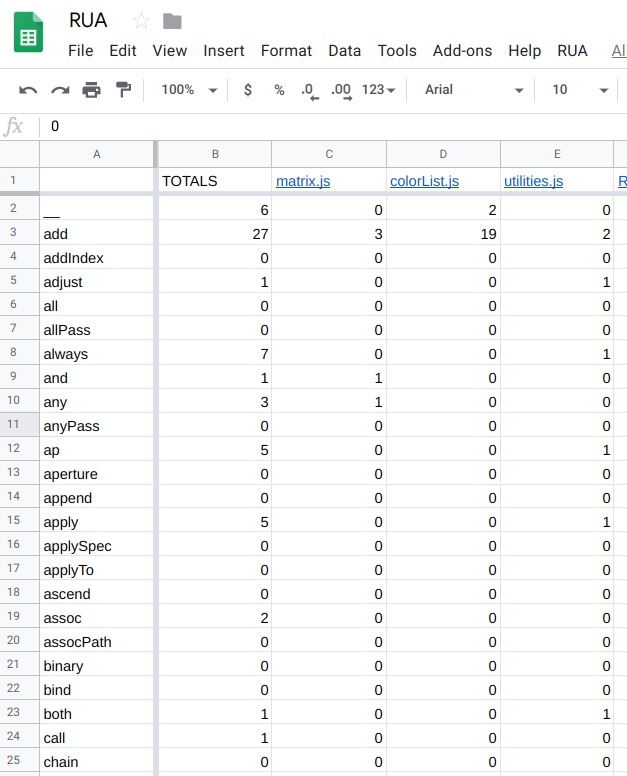 RUA
File Edit View Insert Format Data Tools Add-ons Help RUA Al
100% $ % .0 .00 123 Arial 10
fx 0
A B C D E
1 TOTALS matrix.js colorList.js utilities.js R
2 __ 6 0 2 0
3 add 27 3 19 2
4 addIndex 0 0 0 0
5 adjust 1 0 0 1
6 all 0 0 0 0
7 allPass 0 0 0 0
8 always 7 0 0 1
9 and 1 1 0 0
10 any 3 1 0 0
11 anyPass 0 0 0 0
12 ap 5 0 0 1
13 aperture 0 0 0 0
14 append 0 0 0 0
15 apply 5 0 0 1
16 applySpec 0 0 0 0
17 applyTo 0 0 0 0
18 ascend 0 0 0 0
19 assoc 2 0 0 0
20 assocPath 0 0 0 0
21 binary 0 0 0 0
22 bind 0 0 0 0
23 both 1 0 0 1
24 call 1 0 0 0
25 chain 0 0 0 0